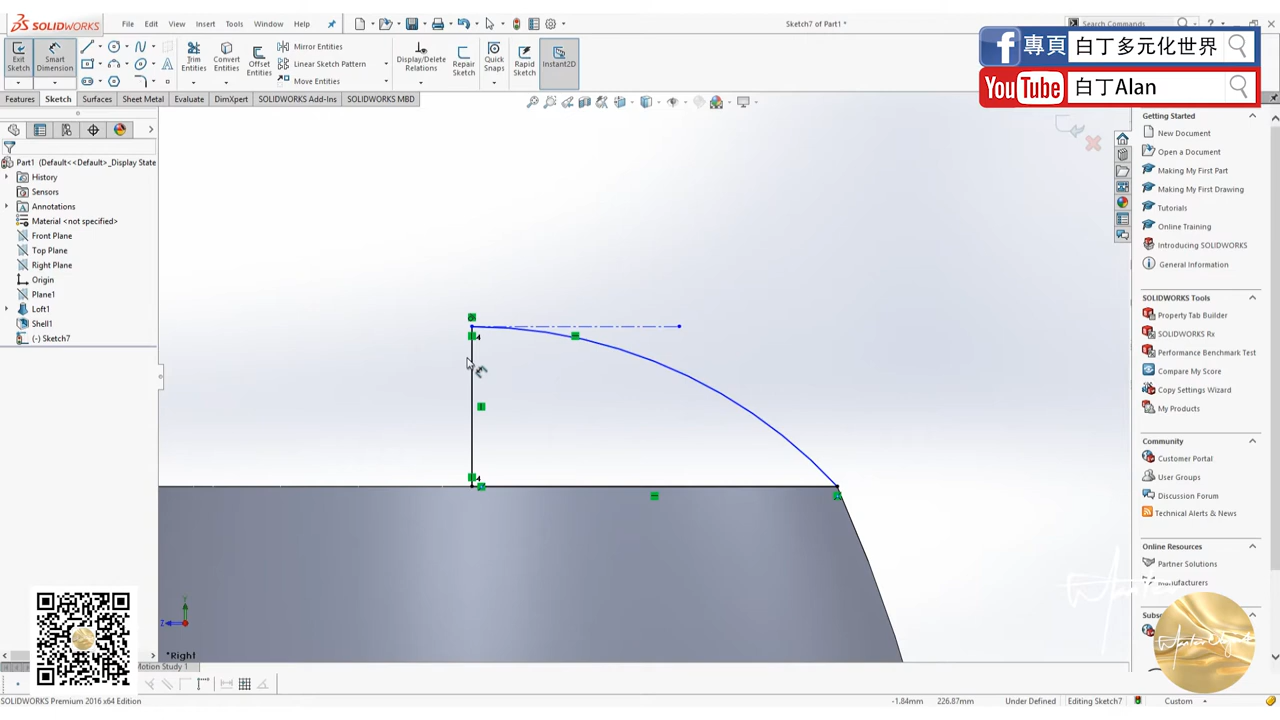 SOLIDWORKS
File
Edit
View
Insert
Tools
Window
Help
Sketch7 of Part1 *
Search Commands
Exit Sketch
Smart Dimension
Trim Entities
Convert Entities
Offset Entities
Mirror Entities
Linear Sketch Pattern
Move Entities
Display/Delete Relations
Repair Sketch
Quick Snaps
Rapid Sketch
Instant2D
專頁
白丁多元化世界
YouTube
白丁Alan
Features
Sketch
Surfaces
Sheet Metal
Evaluate
DimXpert
SOLIDWORKS Add-Ins
SOLIDWORKS MBD
Part1 (Default<<Default>_Display State
History
Sensors
Annotations
Material <not specified>
Front Plane
Top Plane
Right Plane
Origin
Plane1
Loft1
Shell1
(-) Sketch7
4
4
Y
Z
*Right
Getting Started
New Document
Open a Document
Making My First Part
Making My First Drawing
Tutorials
Online Training
Introducing SOLIDWORKS
General Information
SOLIDWORKS Tools
Property Tab Builder
SOLIDWORKS Rx
Performance Benchmark Test
Compare My Score
Copy Settings Wizard
My Products
Community
Customer Portal
User Groups
Discussion Forum
Technical Alerts & News
Online Resources
Partner Solutions
Manufacturers
Subsc
Motion Study 1
SOLIDWORKS Premium 2016 x64 Edition
-1.84mm
226.87mm
Under Defined
Editing Sketch7
Custom